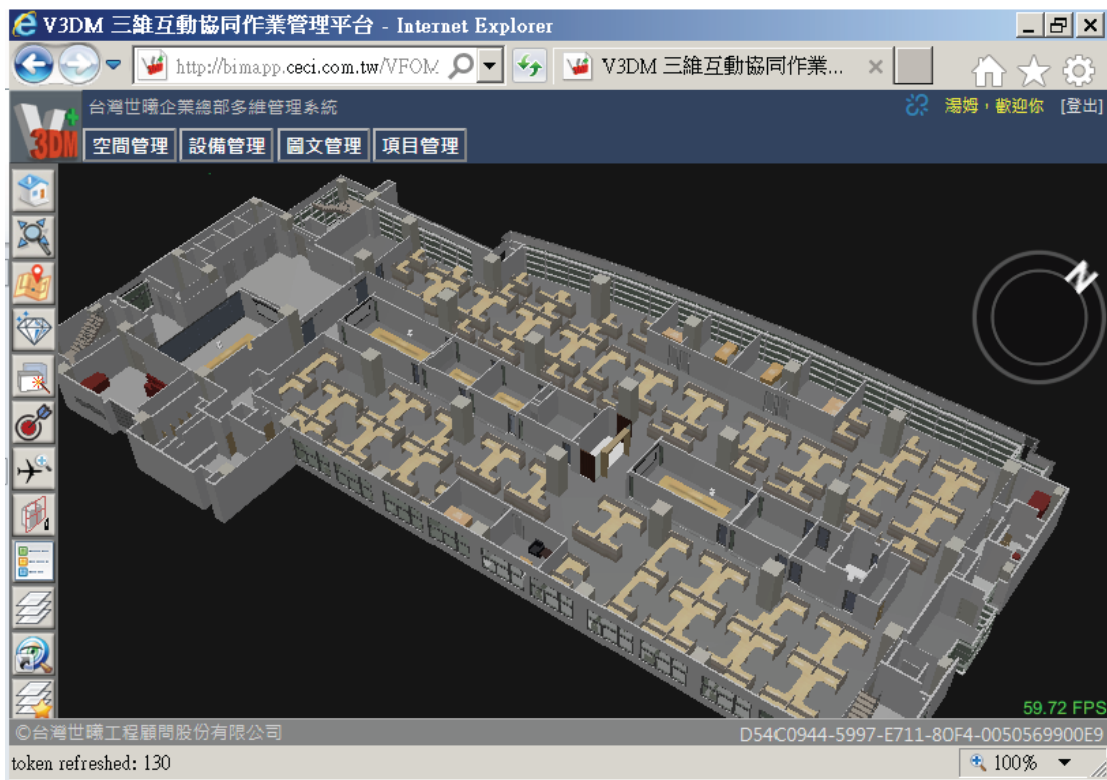 V3DM 三維互動協同作業管理平台 - Internet Explorer
http://bimapp.ceci.com.tw/VFOM
V3DM 三維互動協同作業...
V+
3DM
台灣世曦企業總部多維管理系統
湯姆，歡迎你 [登出]
空間管理 設備管理 圖文管理 項目管理
N
59.72 FPS
©台灣世曦工程顧問股份有限公司
D54C0944-5997-E711-80F4-0050569900E9
token refreshed: 130
100%